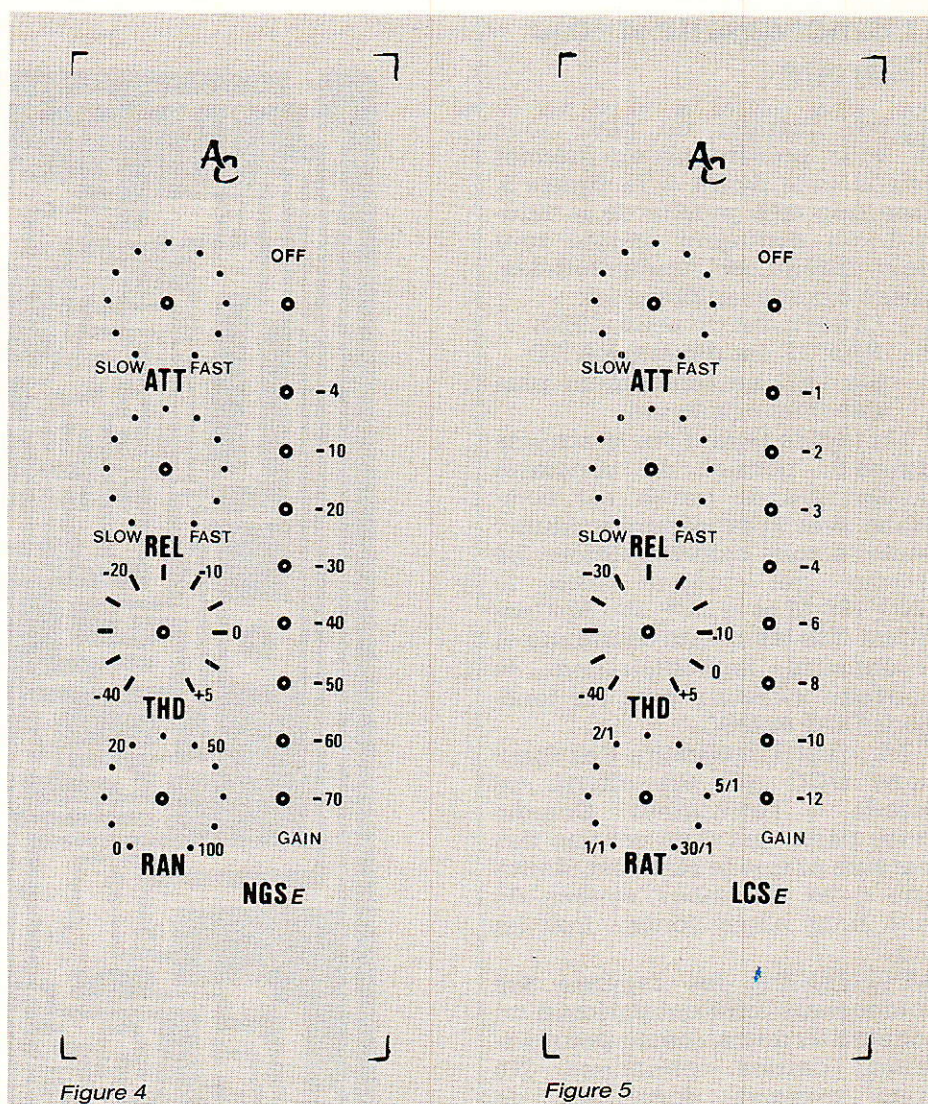 AC
OFF
SLOW FAST
ATT
-4
-10
-20
SLOW FAST
REL
-30
-20 -10
-40
0
-50
-40 +5
THD
-60
20 50
-70
GAIN
0 100
RAN
NGSE
Figure 4
AC
OFF
SLOW FAST
ATT
-1
-2
-3
SLOW FAST
REL
-4
-30
-6
-10
0
-8
-40 +5
THD
2/1
-10
5/1
-12
GAIN
1/1 30/1
RAT
LCSE
Figure 5